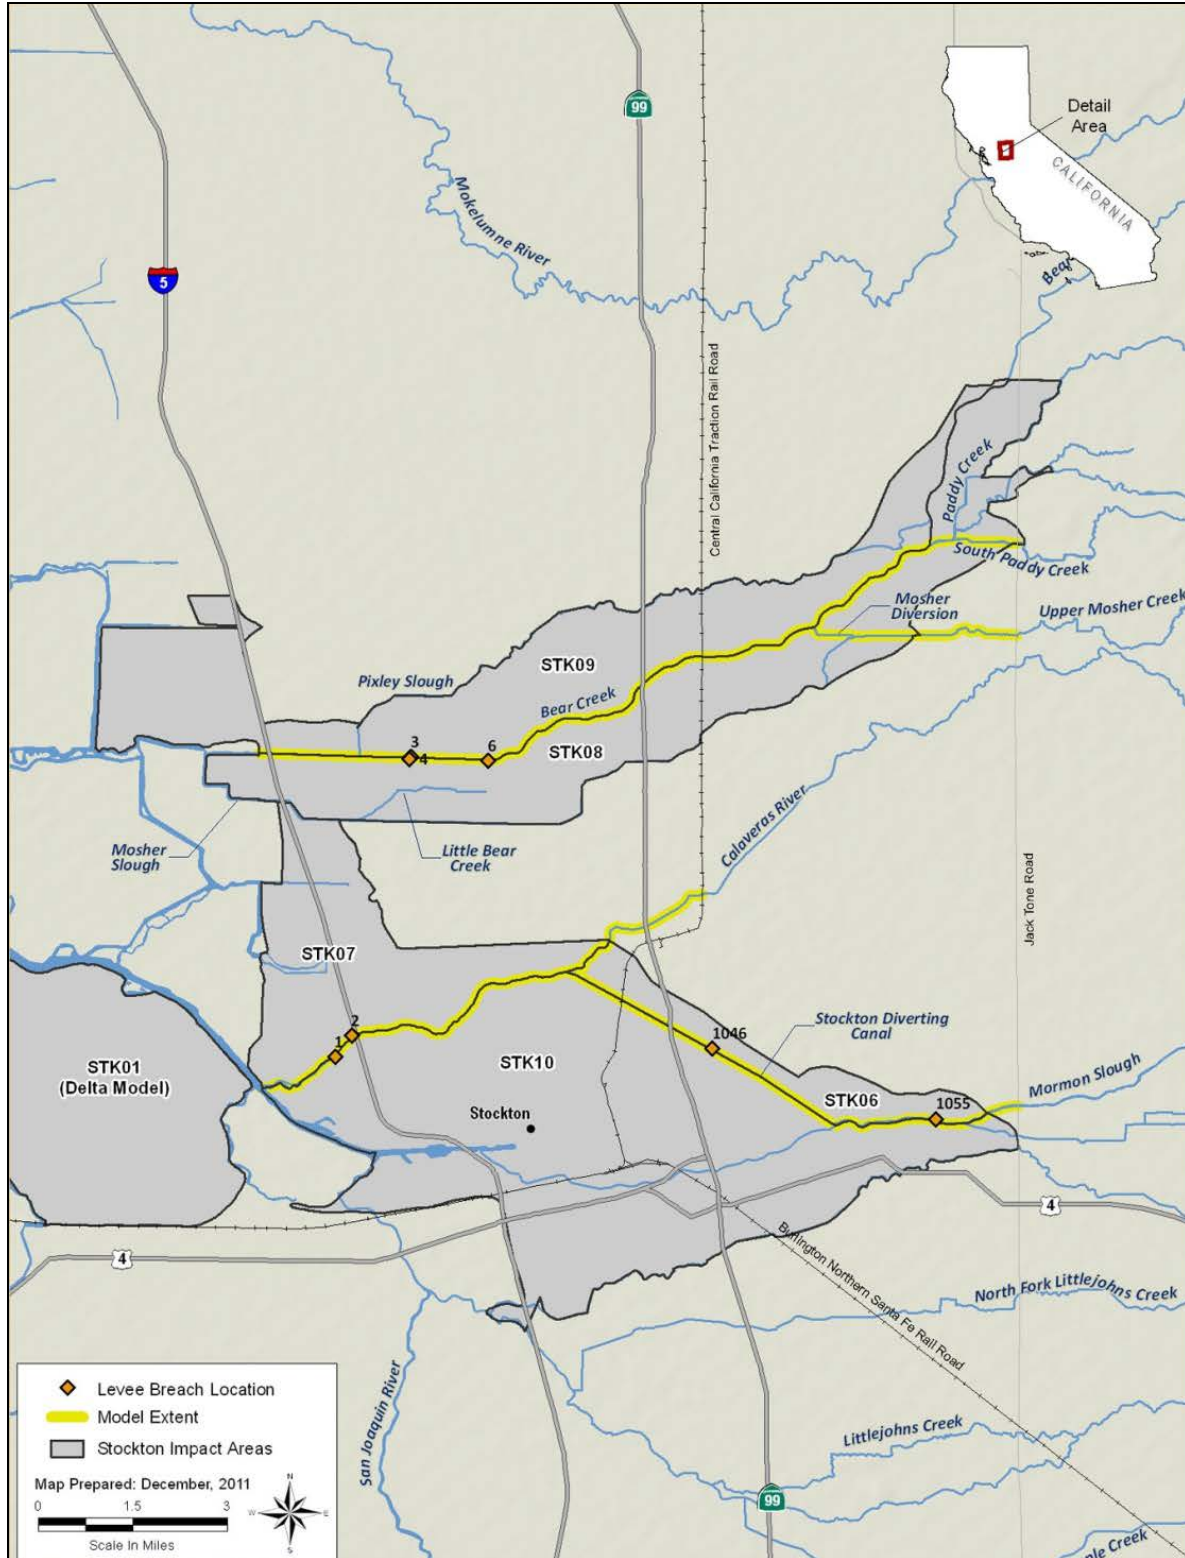 99
Detail
Area
CALIFORNIA
Mokelumne River
5
Bear
Central California Traction Rail Road
Paddy Creek
South Paddy Creek
Mosher
Diversion
Upper Mosher Creek
STK09
Pixley Slough
Bear Creek
STK08
3
4
6
Calaveras River
Mosher
Slough
Little Bear
Creek
Jack Tone Road
STK07
2
1
1046
Stockton Diverting
Canal
STK01
(Delta Model)
STK10
STK06
Mormon Slough
1055
Stockton
4
4
Burlington Northern Santa Fe Rail Road
North Fork Littlejohns Creek
San Joaquin River
Littlejohns Creek
99
Creek
Levee Breach Location
Model Extent
Stockton Impact Areas
Map Prepared: December, 2011
0 1.5 3
Scale In Miles
N
W E
S